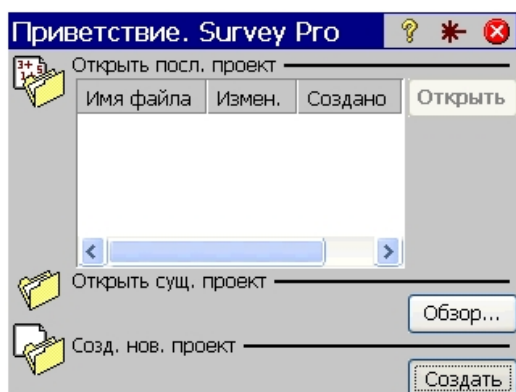 Приветствие. Survey Pro
Открыть посл. проект
Имя файла Измен. Создано Открыть
Открыть сущ. проект
Обзор...
Созд. нов. проект
Создать